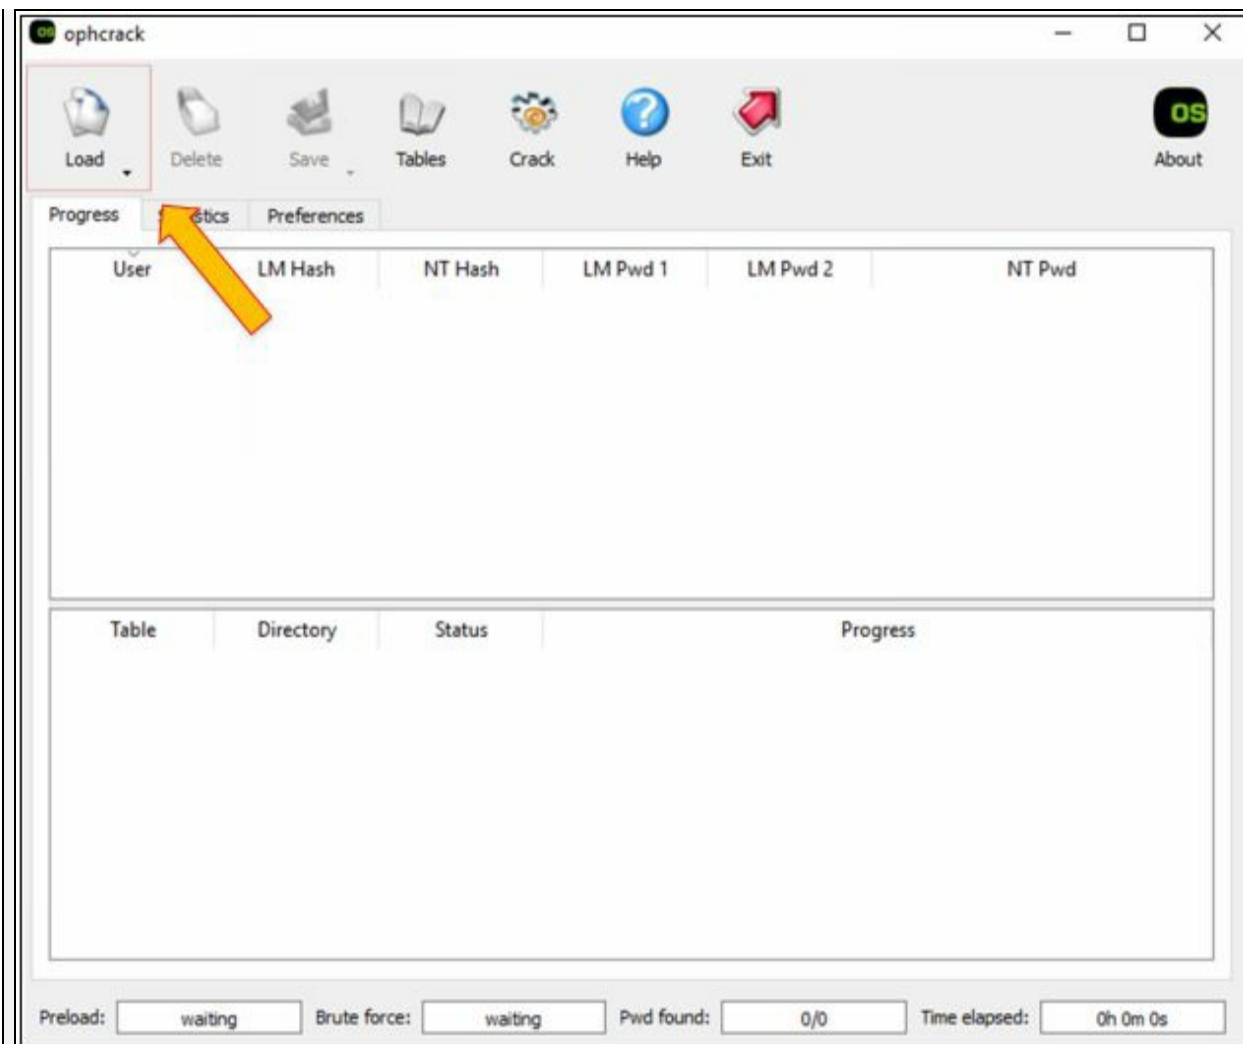 OS ophcrack
OS
Load Delete Save Tables Crack Help Exit About
Progress Preferences
User LM Hash NT Hash LM Pwd 1 LM Pwd 2 NT Pwd
Table Directory Status Progress
Preload: waiting Brute force: waiting Pwd found: 0/0 Time elapsed: 0h 0m 0s